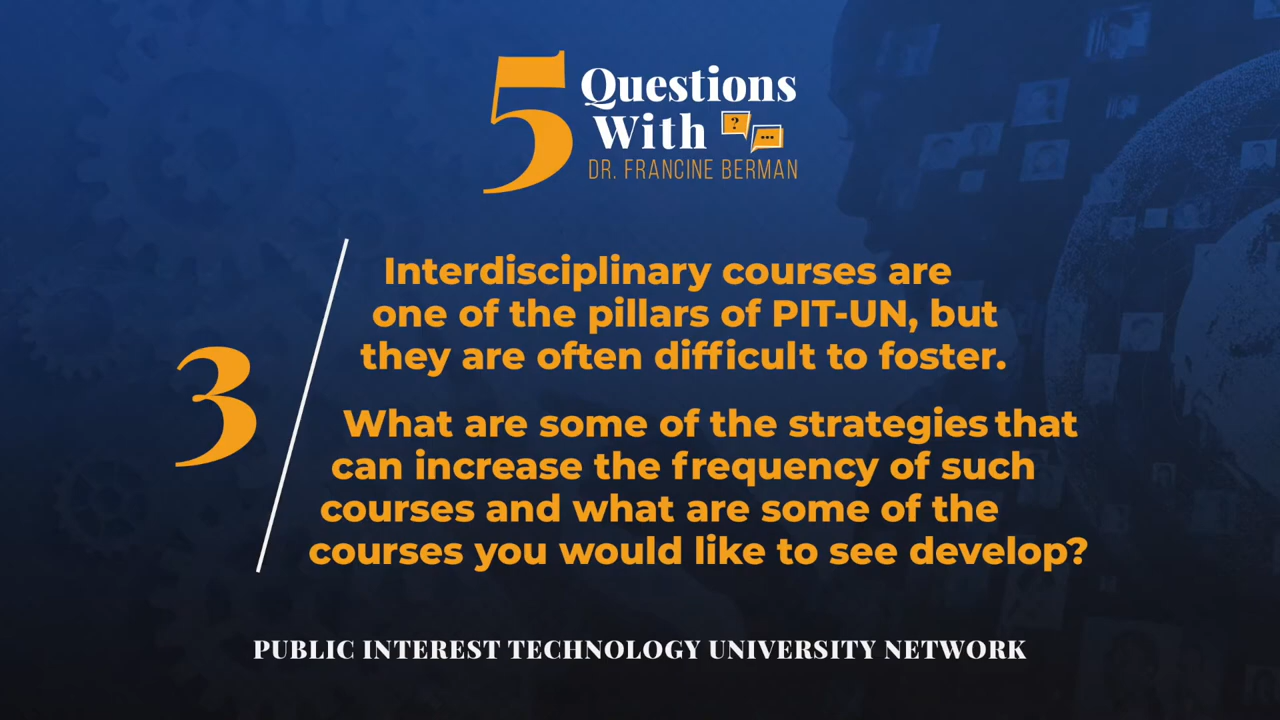 5 Questions
With ?
DR. FRANCINE BERMAN
3
Interdisciplinary courses are
one of the pillars of PIT-UN, but
they are often difficult to foster.
What are some of the strategies that
can increase the frequency of such
courses and what are some of the
courses you would like to see develop?
PUBLIC INTEREST TECHNOLOGY UNIVERSITY NETWORK